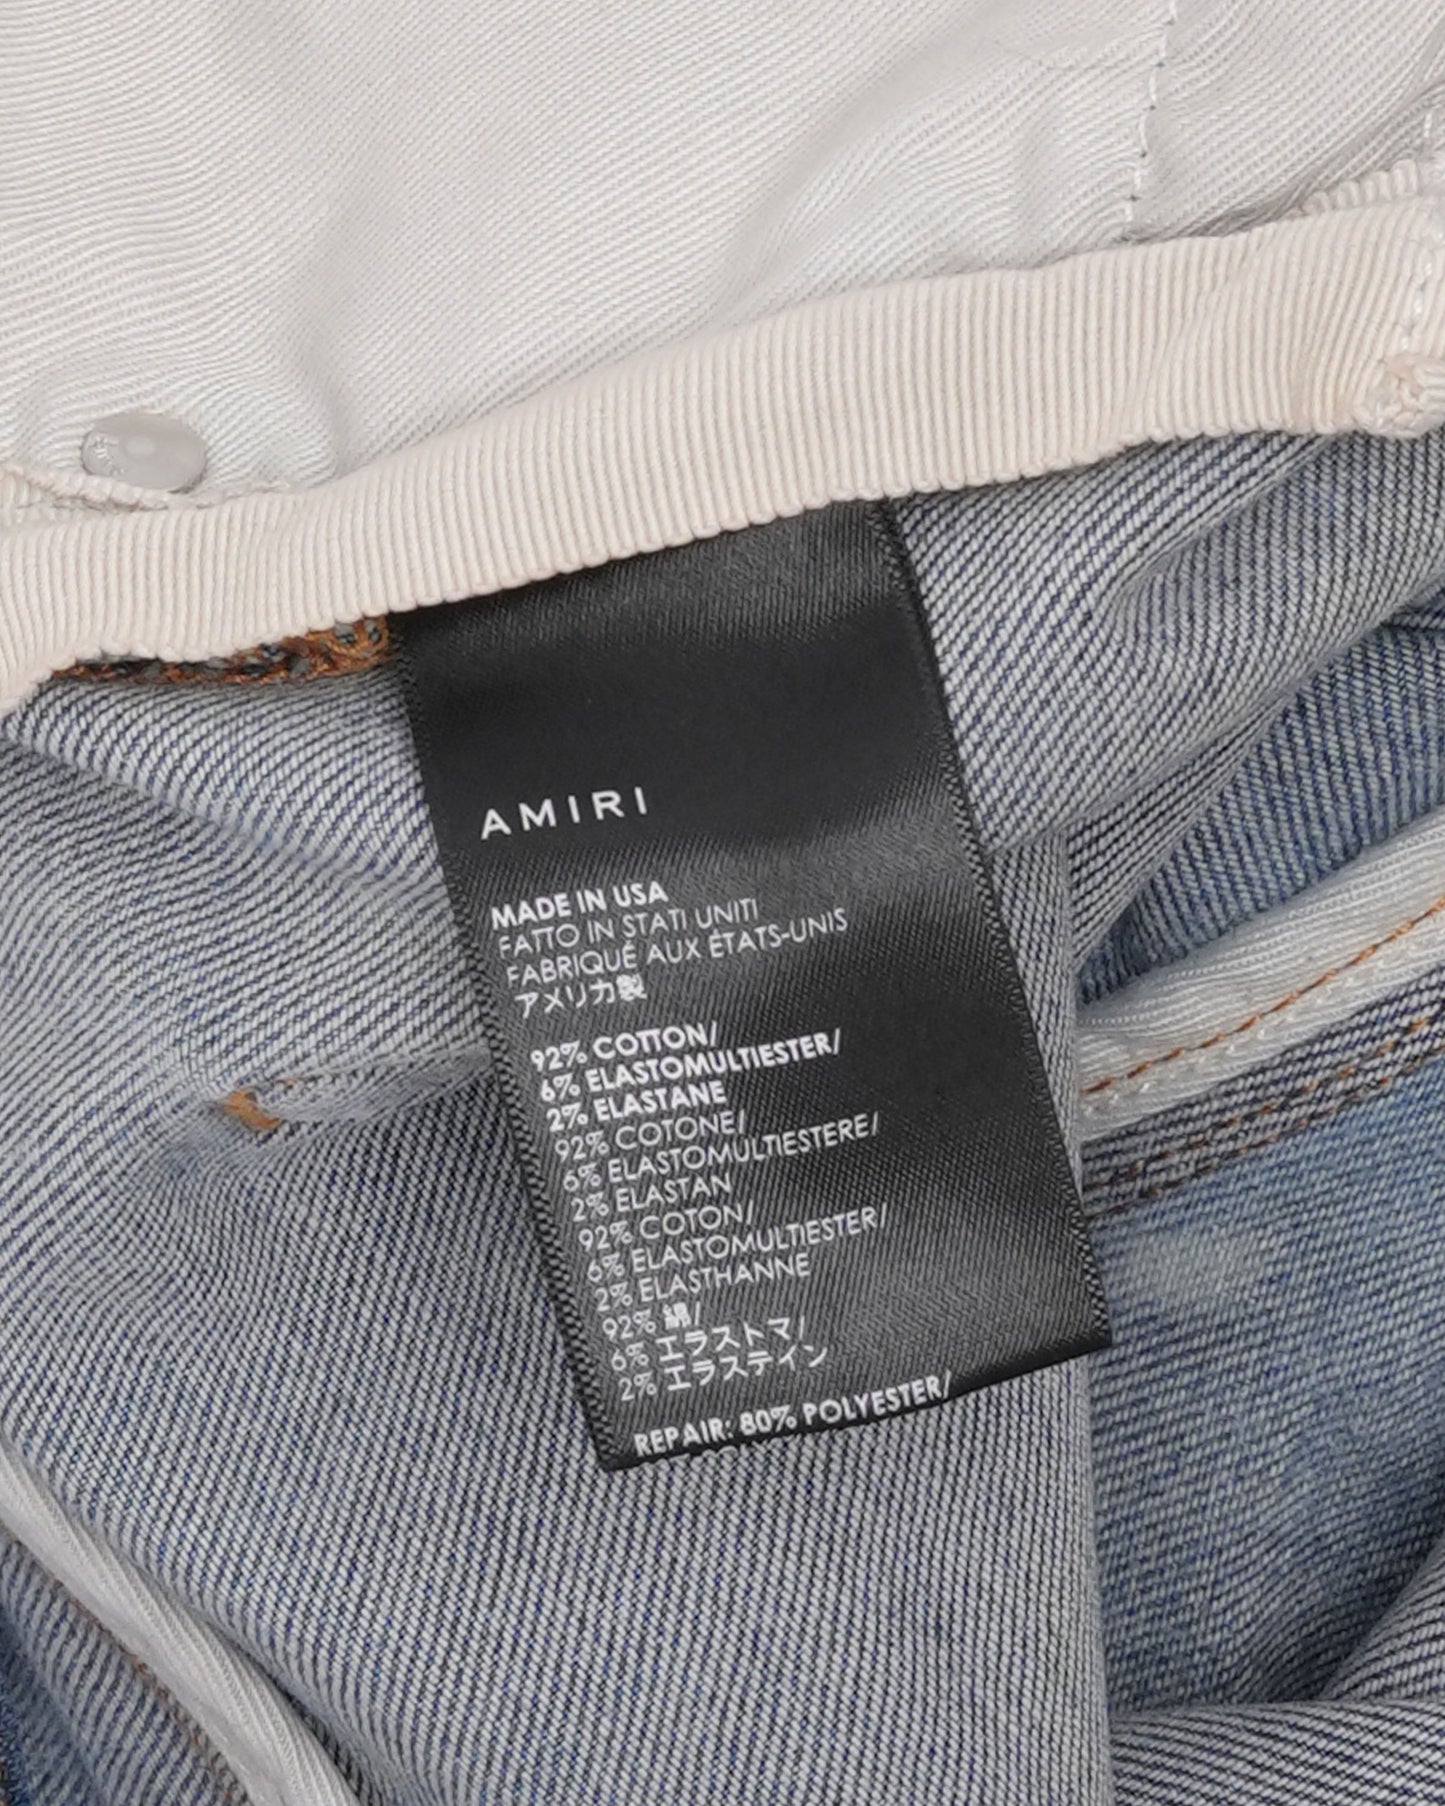 AMIRI
MADE IN USA
FATTO IN STATI UNITI
FABRIQUÉ AUX ÉTATS-UNIS
アメリカ製
92% COTTON/
6% ELASTOMULTIESTER/
2% ELASTANE
92% COTONE/
6% ELASTOMULTIESTERE/
2% ELASTAN
92% COTON/
6% ELASTOMULTIESTER/
2% ELASTHANNE
92% 綿/
6% エラストマ/
2% エラステイン
REPAIR: 80% POLYESTER/